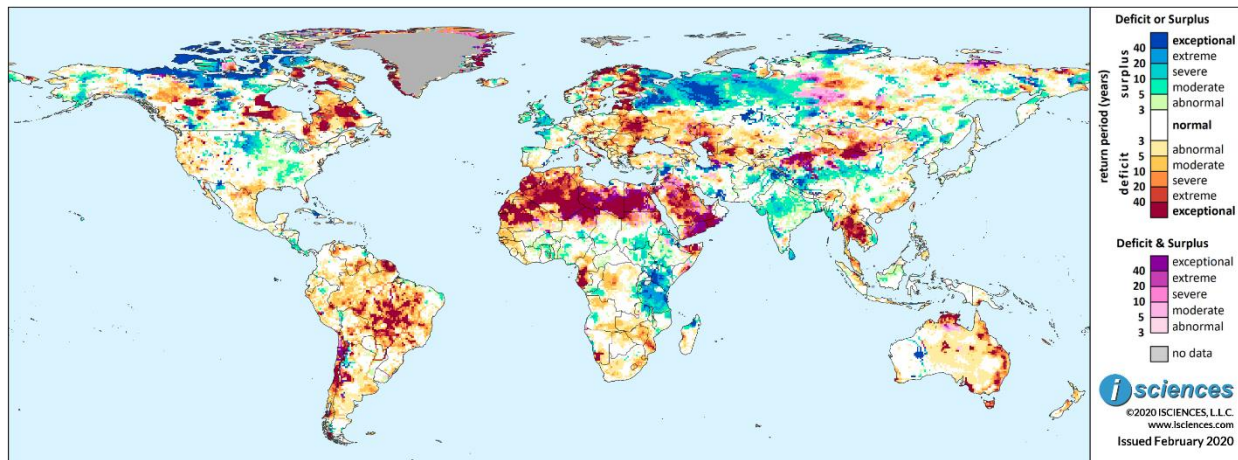 Deficit or Surplus
return period (years)
surplus
deficit
40
20
10
5
3
exceptional
extreme
severe
moderate
abnormal
normal
3
5
10
20
40
abnormal
moderate
severe
extreme
exceptional
Deficit & Surplus
40
20
10
5
3
exceptional
extreme
severe
moderate
abnormal
no data
i sciences
©2020 ISCIENCES, L.L.C.
www.isciences.com
Issued February 2020